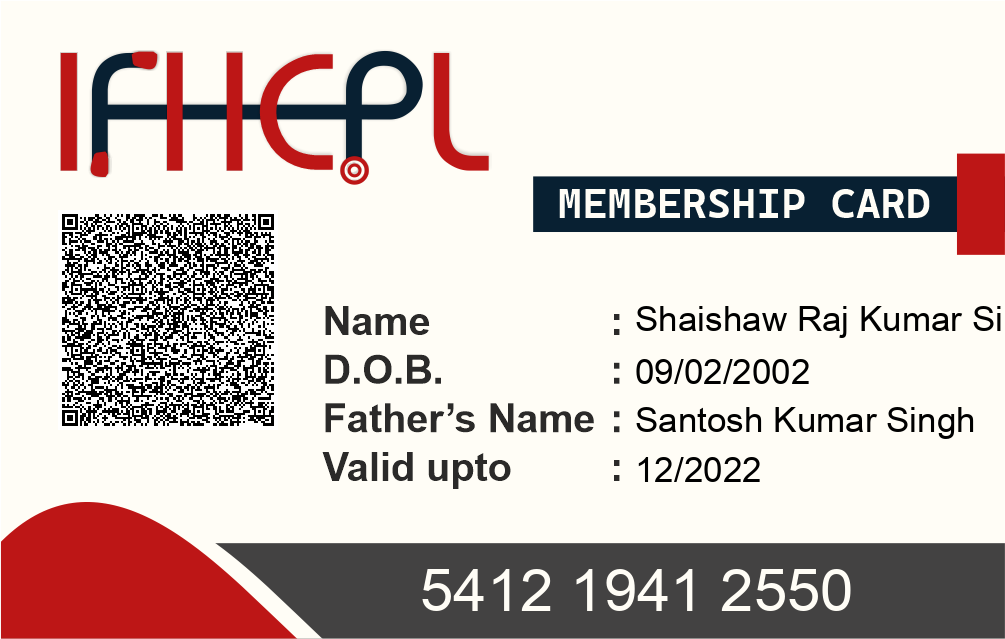 IFHCPL
MEMBERSHIP CARD
Name : Shaishaw Raj Kumar Si
D.O.B. : 09/02/2002
Father’s Name : Santosh Kumar Singh
Valid upto : 12/2022
5412 1941 2550